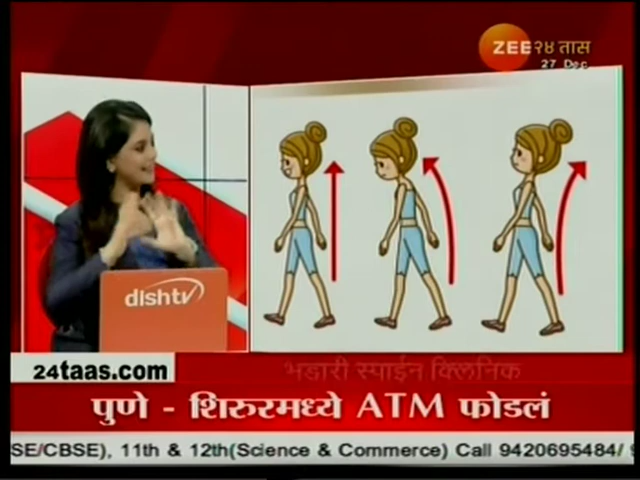 ZEE २४ तास
27 Dec
dishtv
24taas.com
भंडारी स्पाईन क्लिनिक
पुणे - शिरुरमध्ये ATM फोडलं
SE/CBSE), 11th & 12th(Science & Commerce) Call 9420695484/